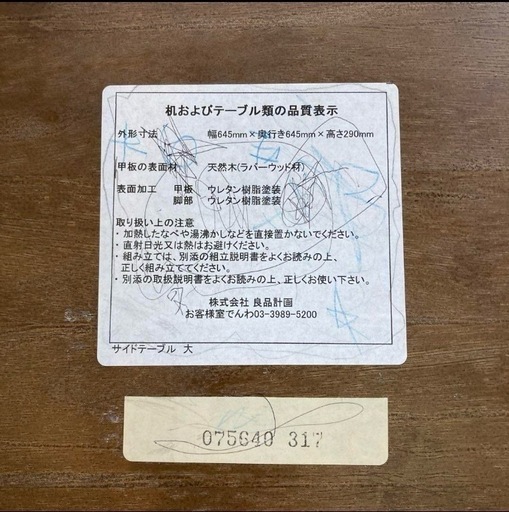 机およびテーブル類の品質表示
外形寸法 幅645mm×奥行き645mm×高さ290mm
甲板の表面材 天然木(ラバーウッド材)
表面加工 甲板 ウレタン樹脂塗装
脚部 ウレタン樹脂塗装
取り扱い上の注意
・加熱したなべや湯沸かしなどを直接置かないでください。
・直射日光又は熱はお避けください。
・組み立ては、別添の組立説明書をよくお読みの上、
正しく組み立ててください。
・別添の取扱説明書をよくお読みの上、正しくお使い下さい。
株式会社 良品計画
お客様室でんわ03-3989-5200
サイドテーブル 大
075640 317